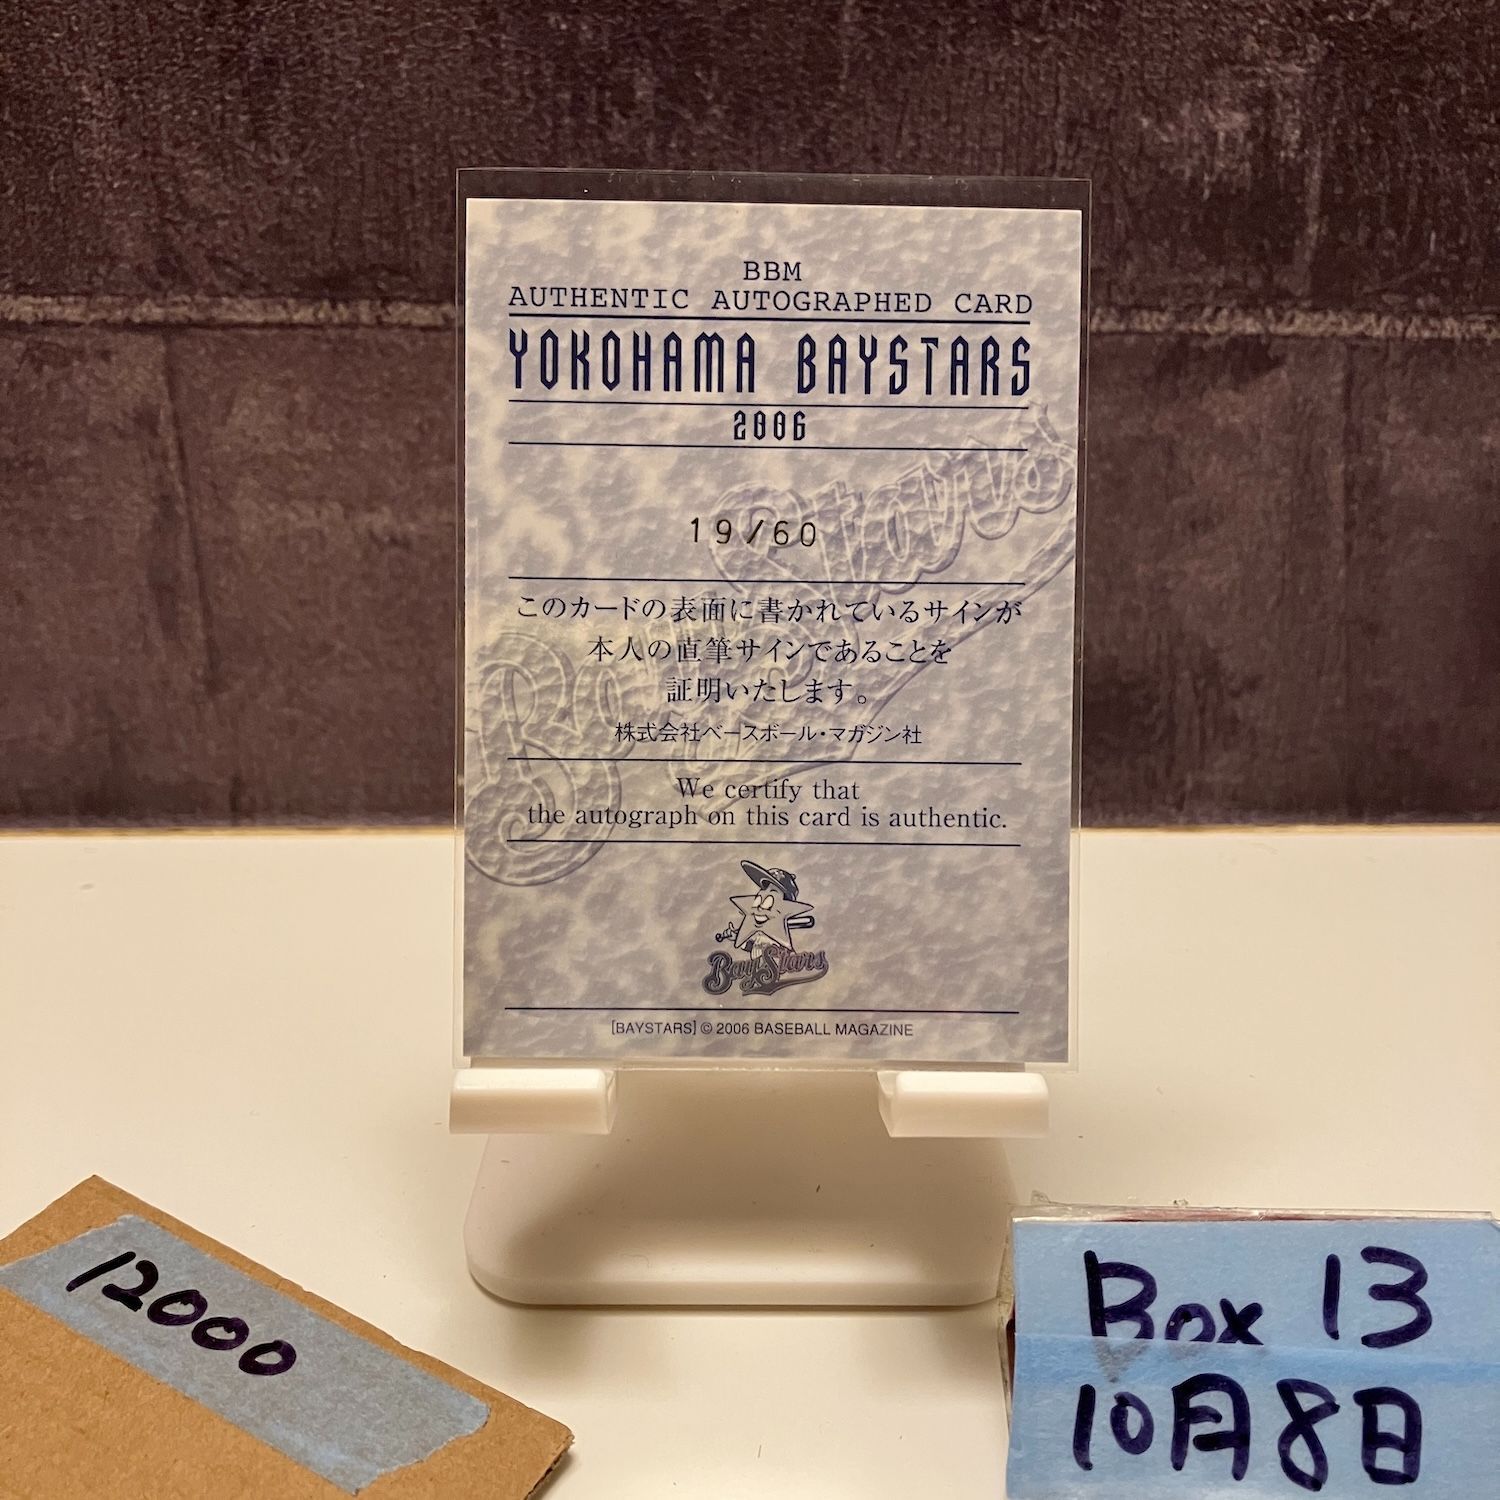 BBM
AUTHENTIC AUTOGRAPHED CARD
YOKOHAMA BAYSTARS
2006
19/60
このカードの表面に書かれているサインが
本人の直筆サインであることを
証明いたします。
株式会社ベースボール・マガジン社
We certify that
the autograph on this card is authentic.
BayStars
BayStars
[BAYSTARS] © 2006 BASEBALL MAGAZINE
12000
Box 13
10月8日